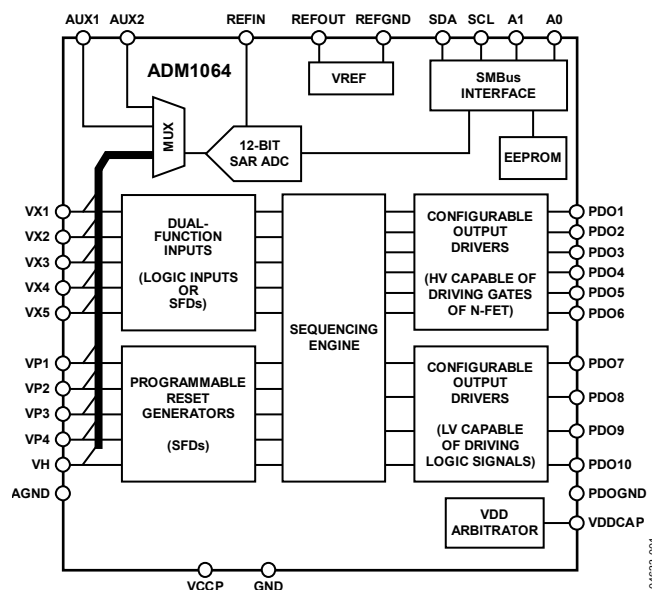 AUX1 AUX2 REFIN REFOUT REFGND SDA SCL A1 A0
ADM1064
VREF
SMBus
INTERFACE
MUX
12-BIT
SAR ADC
EEPROM
VX1
VX2
VX3
VX4
VX5
DUAL-
FUNCTION
INPUTS
(LOGIC INPUTS
OR
SFDs)
VP1
VP2
VP3
VP4
VH
AGND
PROGRAMMABLE
RESET
GENERATORS
(SFDs)
SEQUENCING
ENGINE
CONFIGURABLE
OUTPUT
DRIVERS
(HV CAPABLE OF
DRIVING GATES
OF N-FET)
PDO1
PDO2
PDO3
PDO4
PDO5
PDO6
CONFIGURABLE
OUTPUT
DRIVERS
(LV CAPABLE
OF DRIVING
LOGIC SIGNALS)
PDO7
PDO8
PDO9
PDO10
PDOGND
VDD
ARBITRATOR
VDDCAP
VCCP GND